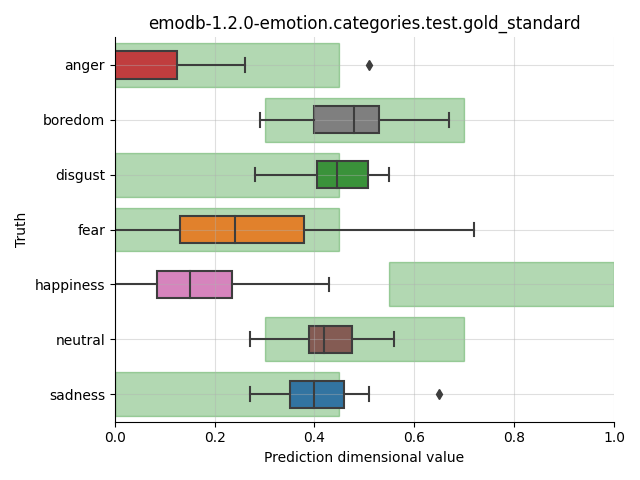 emodb-1.2.0-emotion.categories.test.gold_standard
anger
boredom
disgust
fear
happiness
neutral
sadness
Truth
0.0 0.2 0.4 0.6 0.8 1.0
Prediction dimensional value